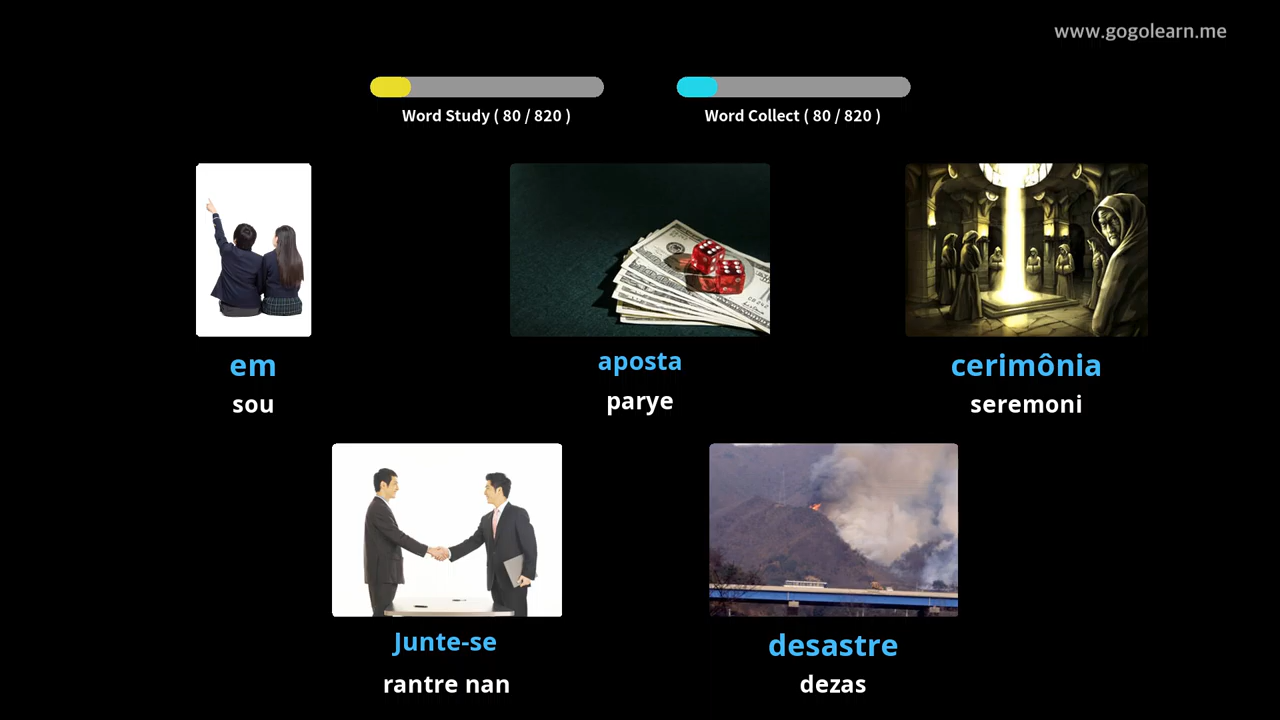 www.gogolearn.me
Word Study ( 80 / 820 )
Word Collect ( 80 / 820 )
em
sou
aposta
parye
cerimônia
seremoni
Junte-se
rantre nan
desastre
dezas